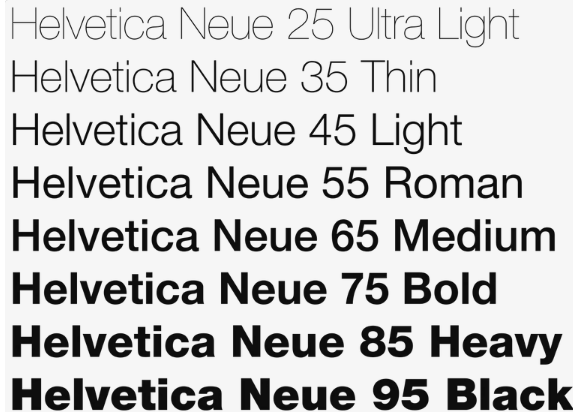 Helvetica Neue 25 Ultra Light
Helvetica Neue 35 Thin
Helvetica Neue 45 Light
Helvetica Neue 55 Roman
Helvetica Neue 65 Medium
Helvetica Neue 75 Bold
Helvetica Neue 85 Heavy
Helvetica Neue 95 Black